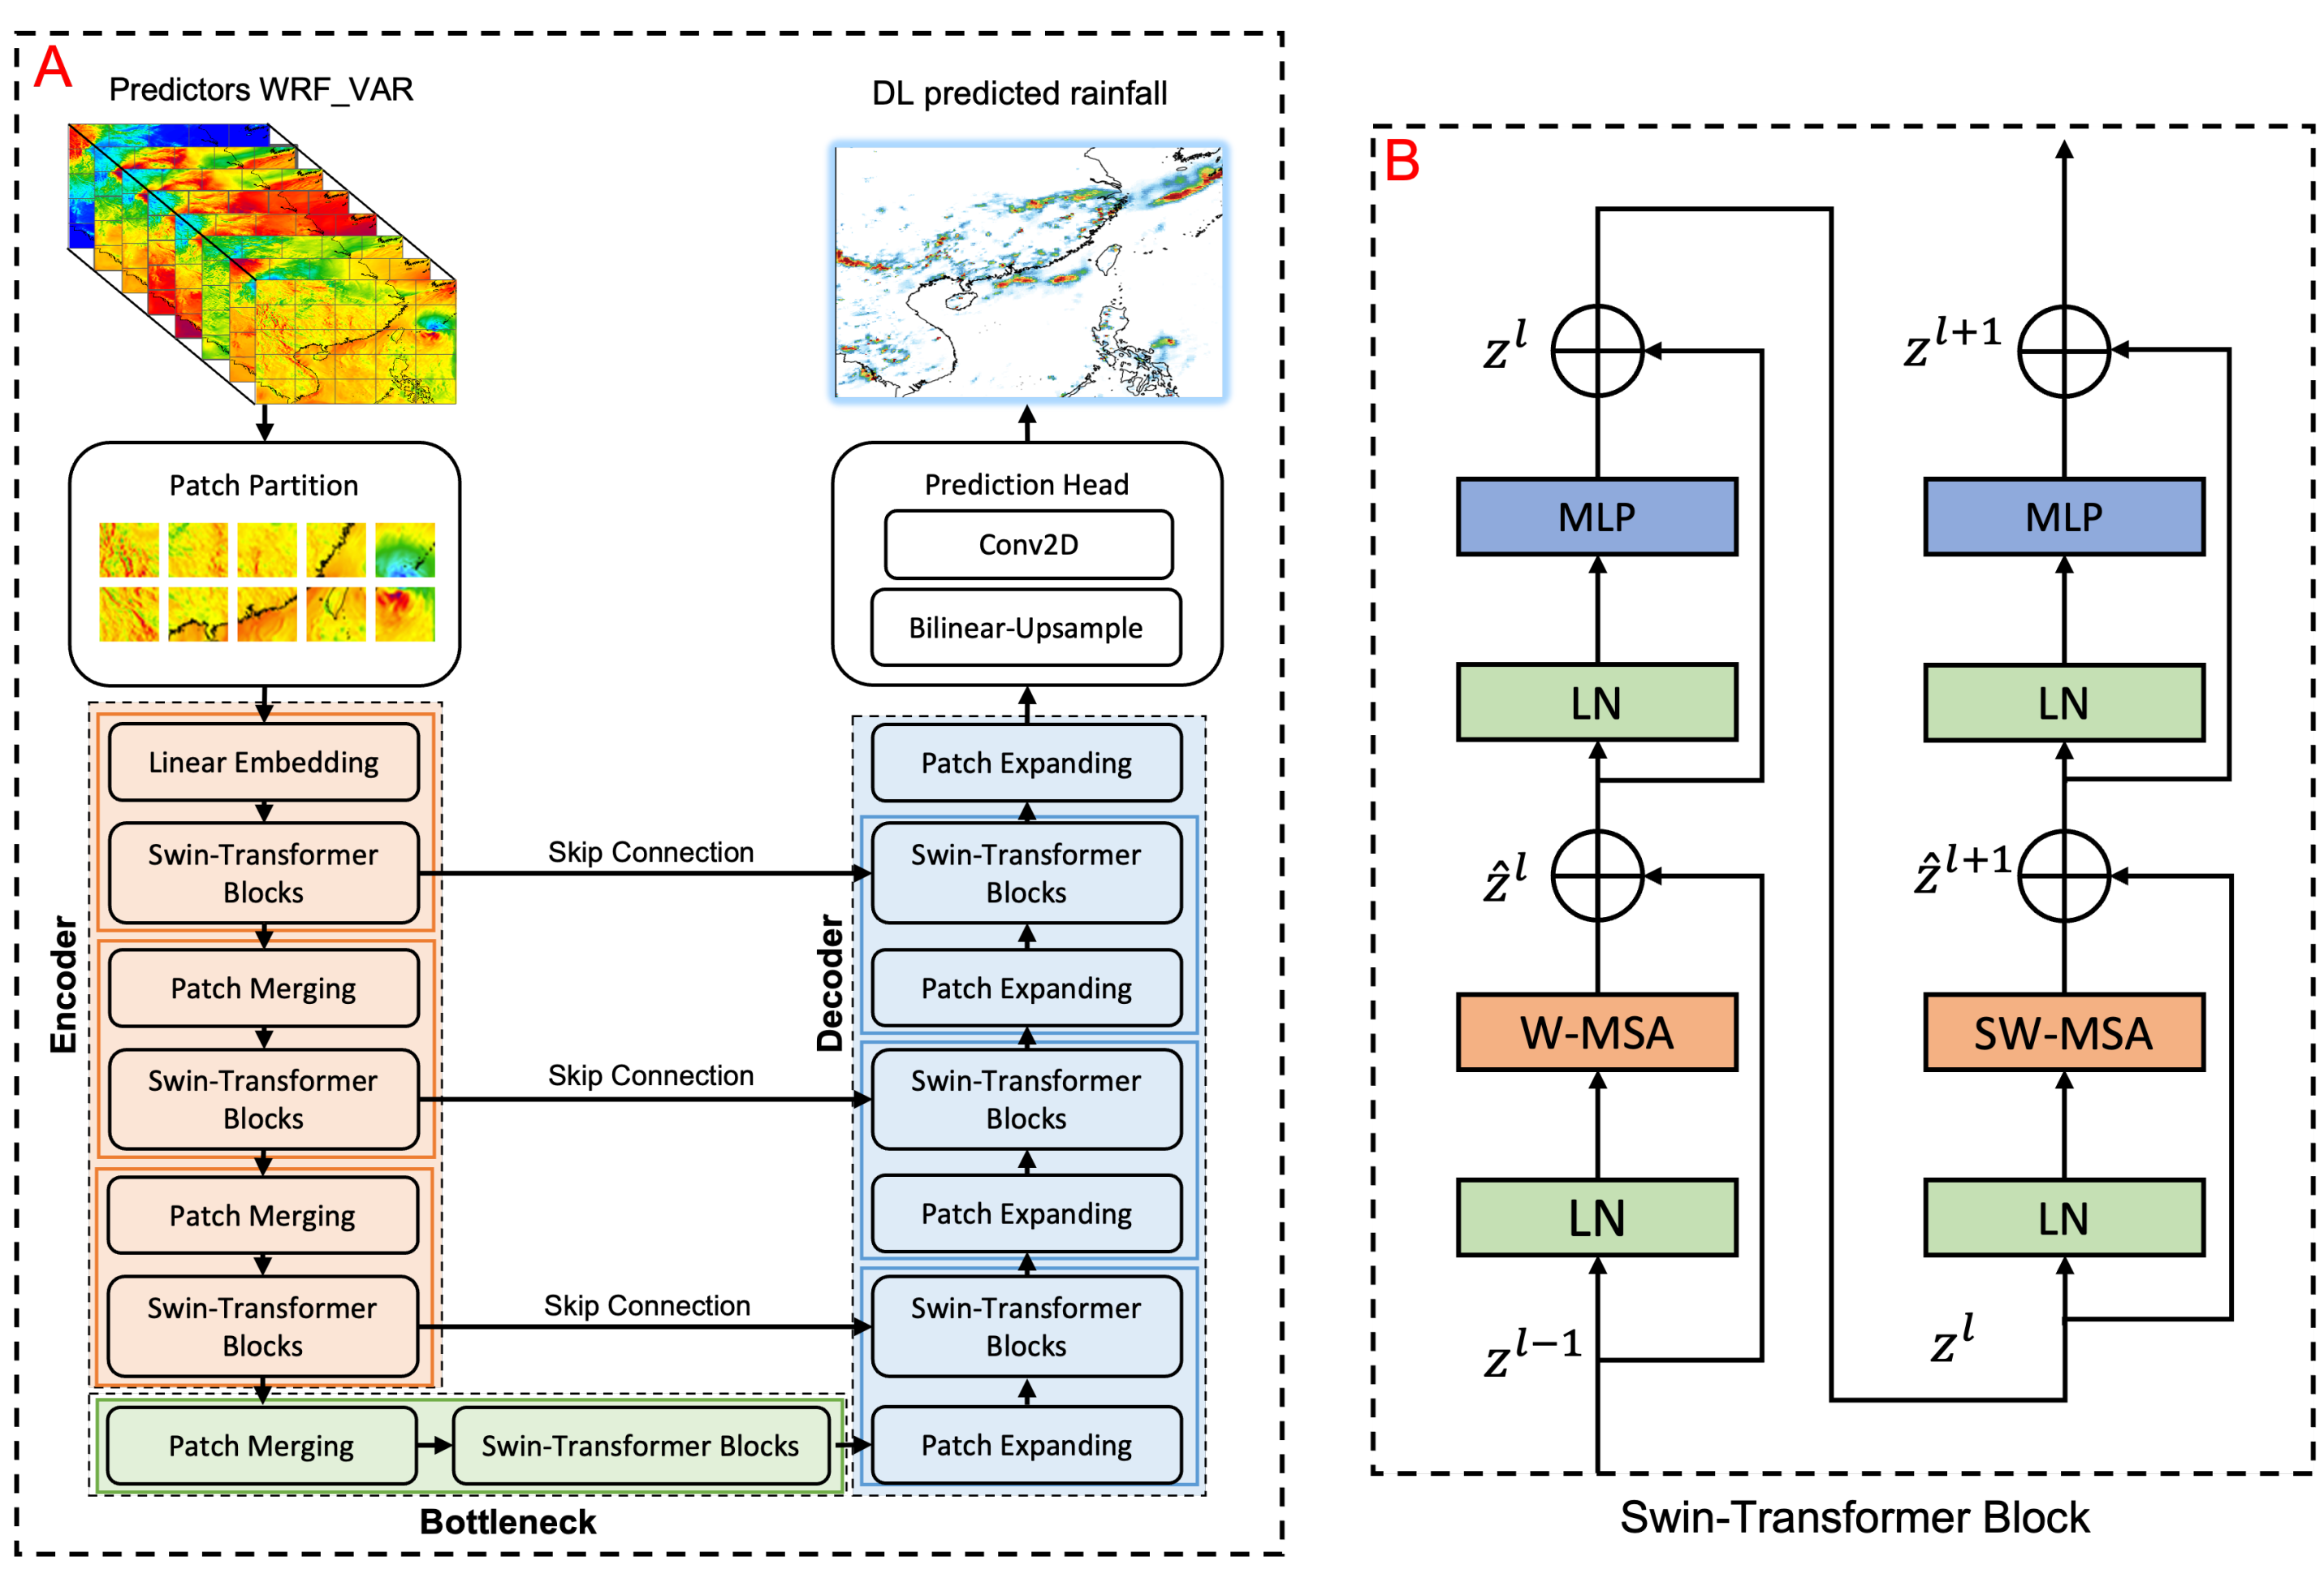 A
Predictors WRF_VAR
DL predicted rainfall
Patch Partition
Prediction Head
Conv2D
Bilinear-Upsample
Encoder
Linear Embedding
Swin-Transformer
Blocks
Patch Merging
Swin-Transformer
Blocks
Patch Merging
Swin-Transformer
Blocks
Skip Connection
Skip Connection
Skip Connection
Decoder
Patch Expanding
Swin-Transformer
Blocks
Patch Expanding
Swin-Transformer
Blocks
Patch Expanding
Swin-Transformer
Blocks
Patch Expanding
Patch Merging
Swin-Transformer Blocks
Bottleneck
B
z^l
MLP
LN
ẑ^l
W-MSA
LN
z^{l-1}
z^{l+1}
MLP
LN
ẑ^{l+1}
SW-MSA
LN
z^l
Swin-Transformer Block